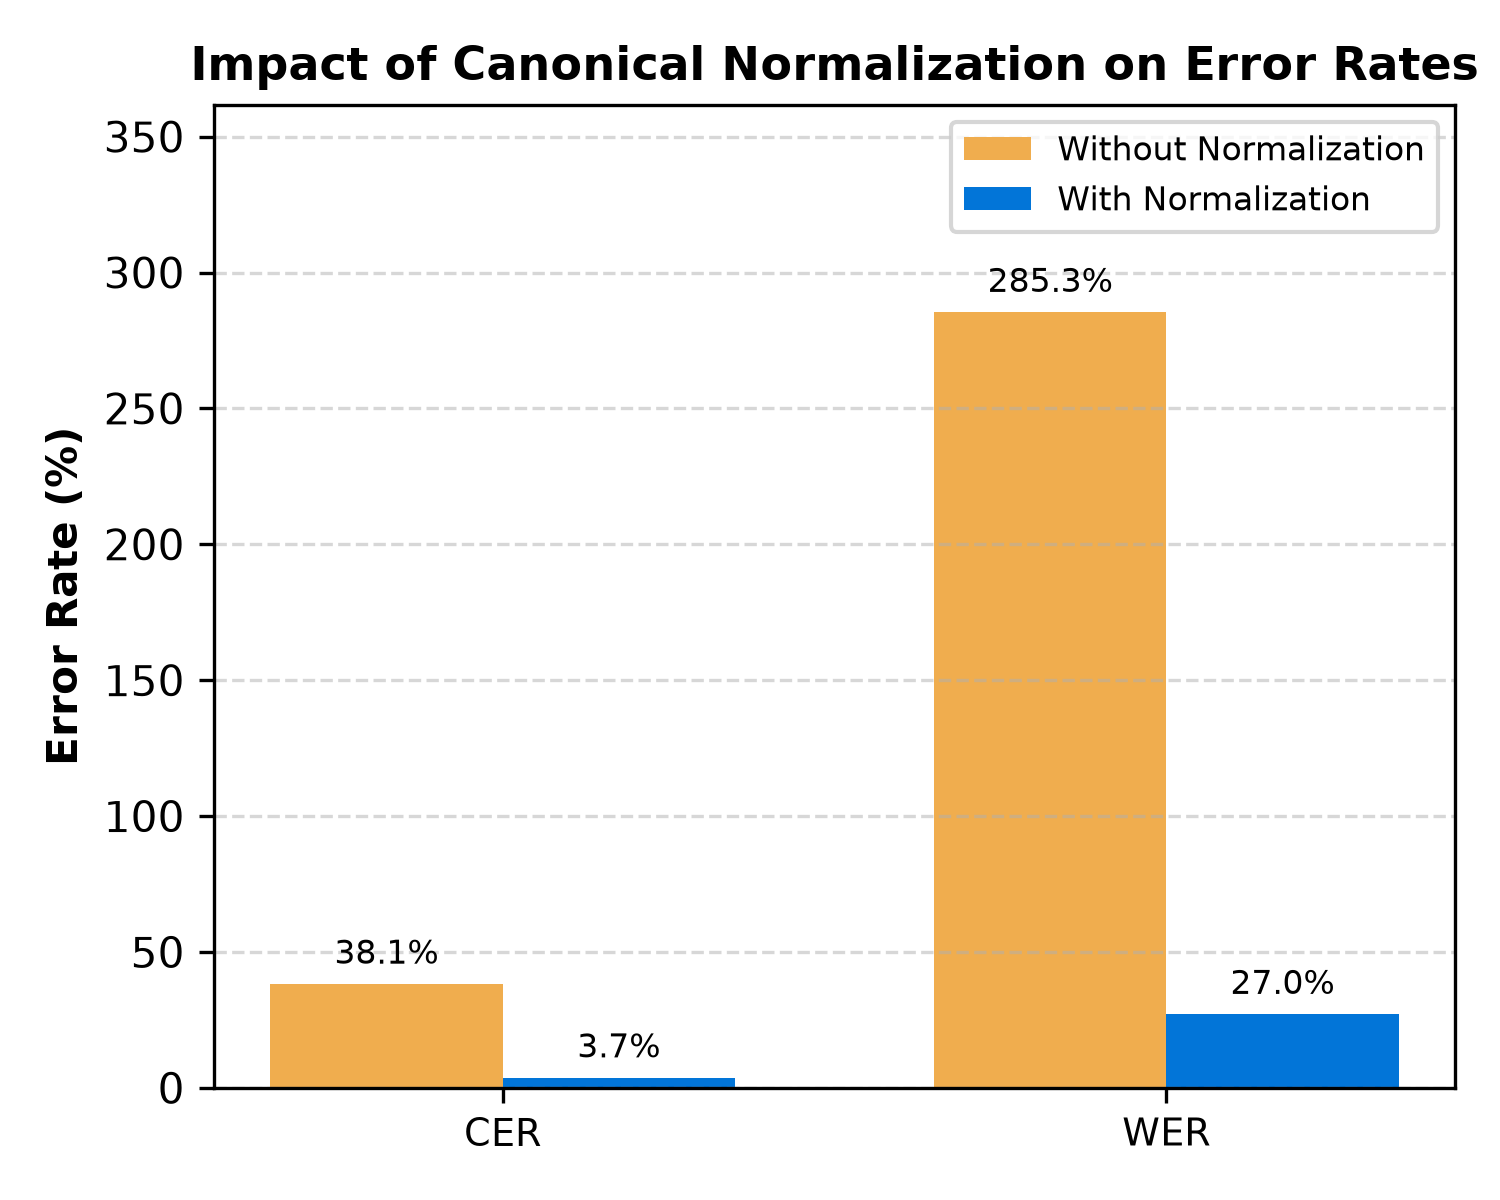 Impact of Canonical Normalization on Error Rates
Without Normalization
With Normalization
Error Rate (%)
350
300
250
200
150
100
50
0
285.3%
38.1%
27.0%
3.7%
CER
WER